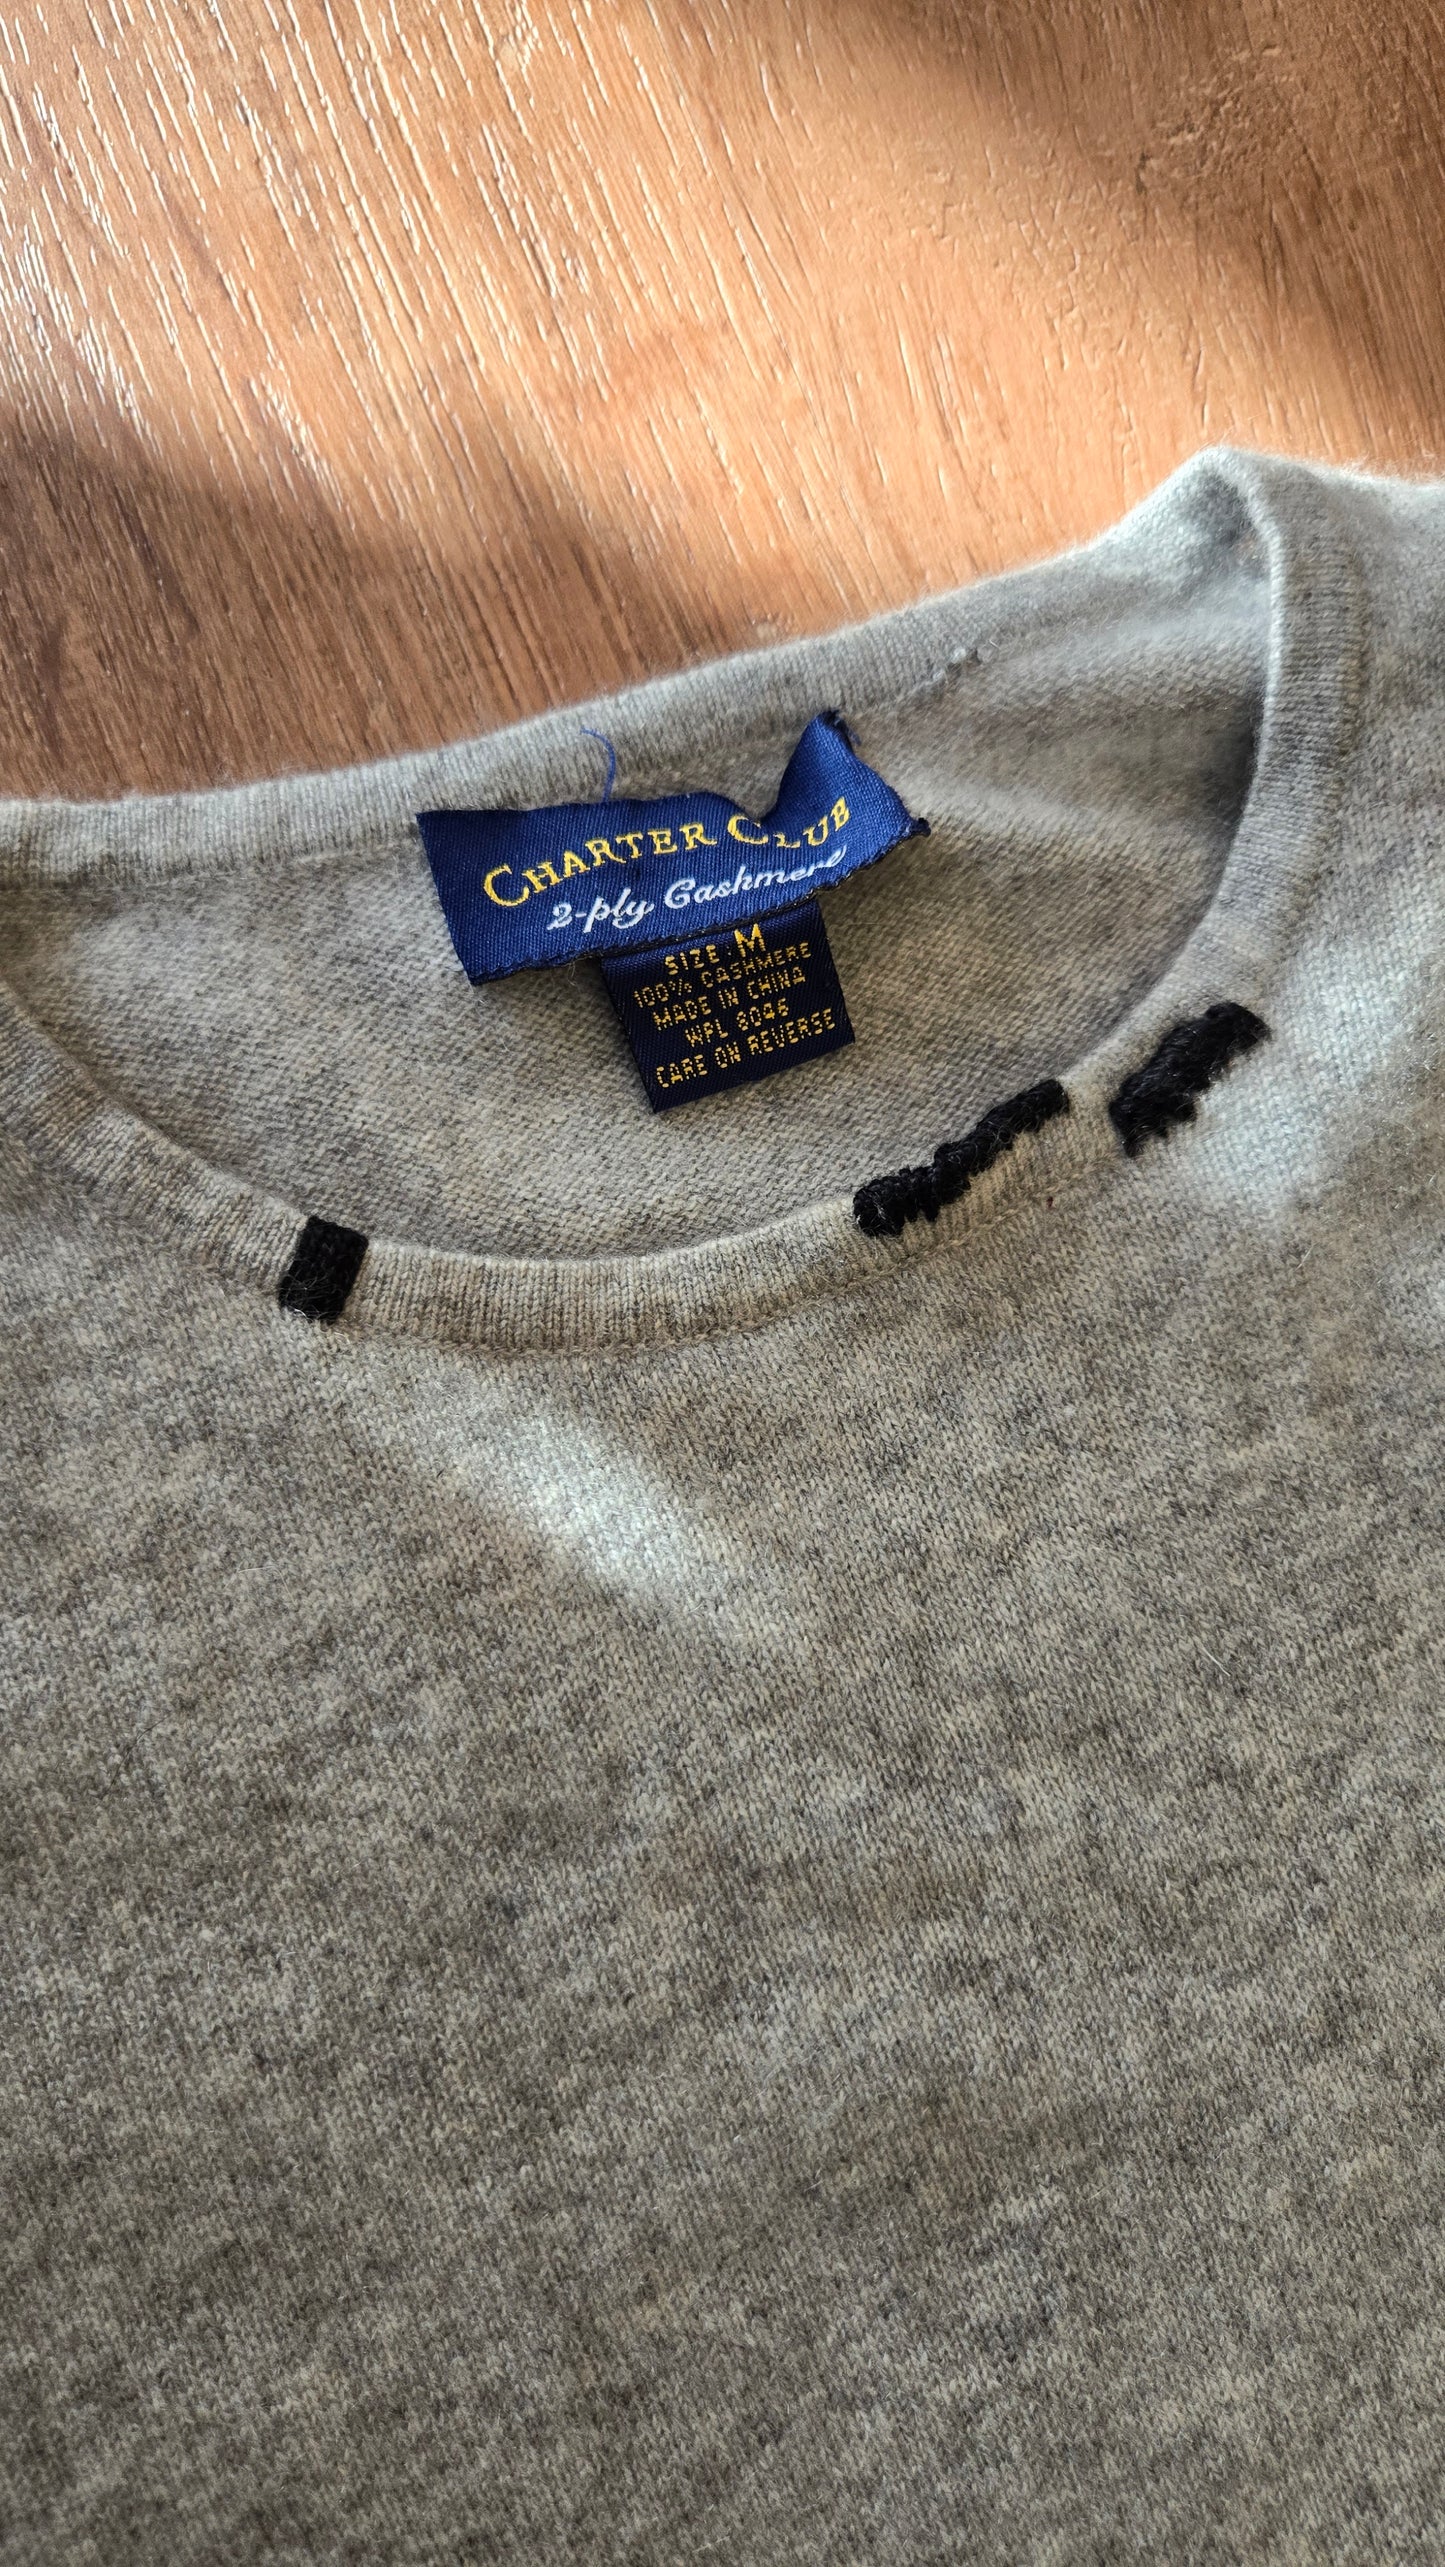 CHARTER CLUB
2-ply Cashmere
SIZE M
100% CASHMERE
MADE IN CHINA
WPL 8046
CARE ON REVERSE